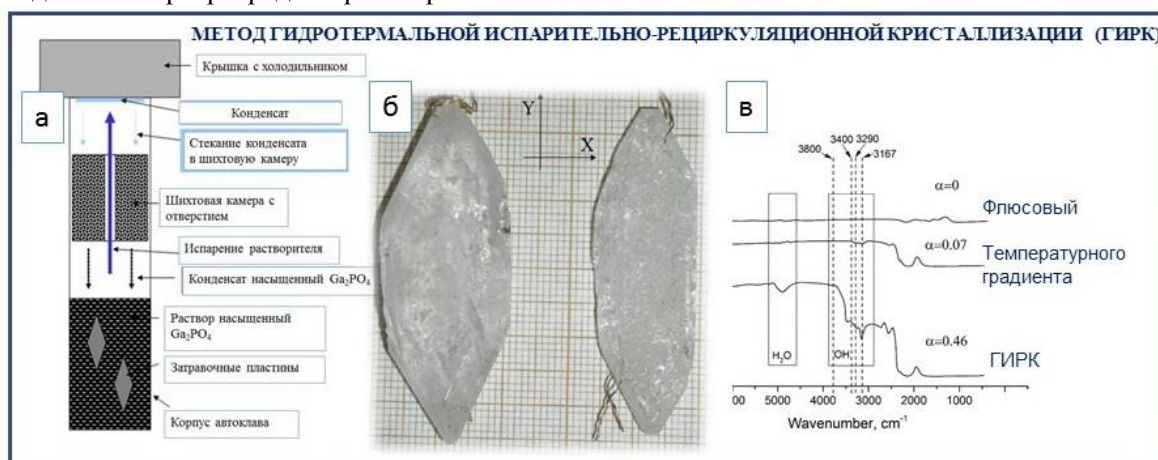 МЕТОД ГИДРОТЕРМАЛЬНОЙ ИСПАРИТЕЛЬНО-РЕЦИРКУЛЯЦИОННОЙ КРИСТАЛЛИЗАЦИИ (ГИРК)
а
Крышка с холодильником
Конденсат
Стекание конденсата
в шихтовую камеру
Шихтовая камера с
отверстием
Испарение растворителя
Конденсат насыщенный Ga₂PO₄
Раствор насыщенный
Ga₂PO₄
Затравочные пластины
Корпус автоклава
б
Y
X
в
3800
3400
3290
3167
α=0
Флюсовый
α=0.07
Температурного
градиента
α=0.46
ГИРК
H₂O
OH
00 5000 4000 3000 2000 1000
Wavenumber, cm⁻¹